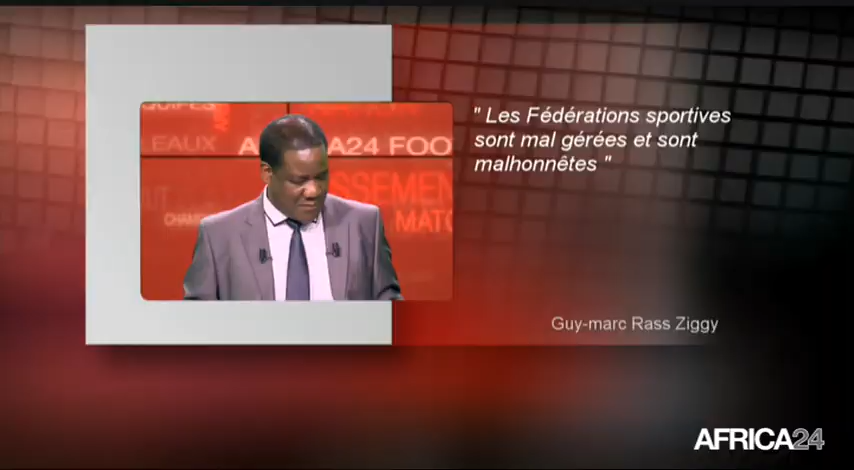 " Les Fédérations sportives
sont mal gérées et sont
malhonnêtes "
Guy-marc Rass Ziggy
AFRICA24